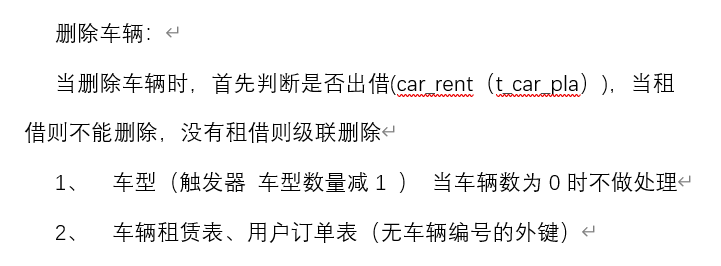 删除车辆：
当删除车辆时，首先判断是否出借(car_rent（t_car_pla）)，当租
借则不能删除，没有租借则级联删除
1、 车型（触发器 车型数量减 1 ） 当车辆数为 0 时不做处理
2、 车辆租赁表、用户订单表（无车辆编号的外键）